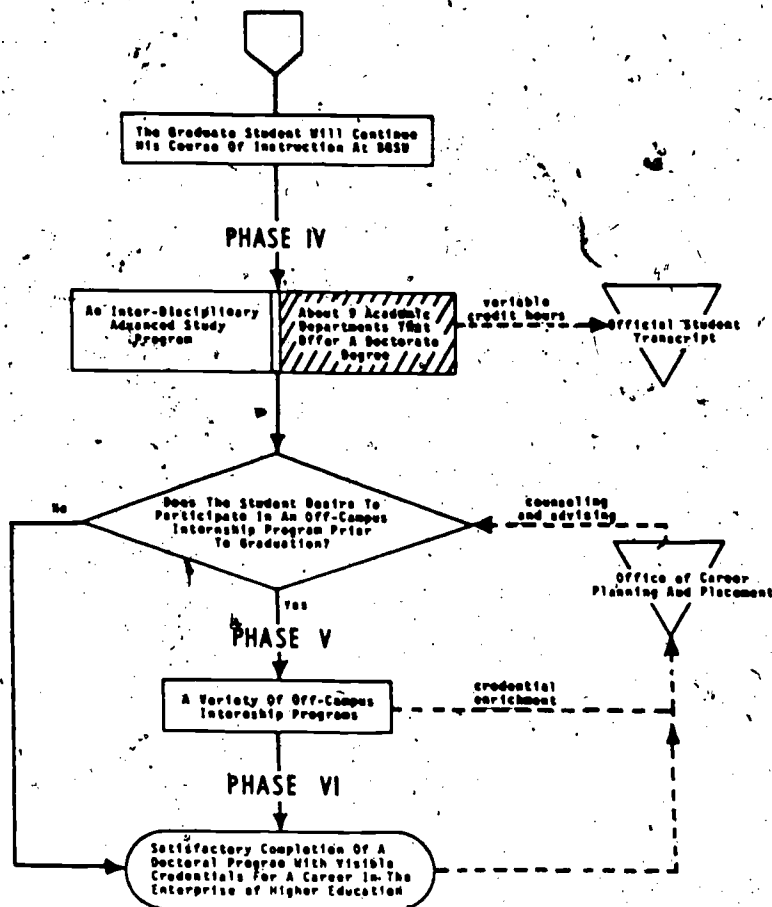 The Graduate Student Will Continue
His Course Of Instruction At BGSU
PHASE IV
An Inter-Disciplinary
Advanced Study
Program
About 9 Academic
Departments That
Offer A Doctorate
Degree
variable
credit hours
Official Student
Transcript
Does The Student Desire To
Participate In An Off-Campus
Internship Program Prior
To Graduation?
No
counseling
and advising
Office of Career
Planning And Placement
Yes
PHASE V
A Variety Of Off-Campus
Internship Programs
credential
enrichment
PHASE VI
Satisfactory Completion Of A
Doctoral Program With Visible
Credentials For A Career In The
Enterprise of Higher Education